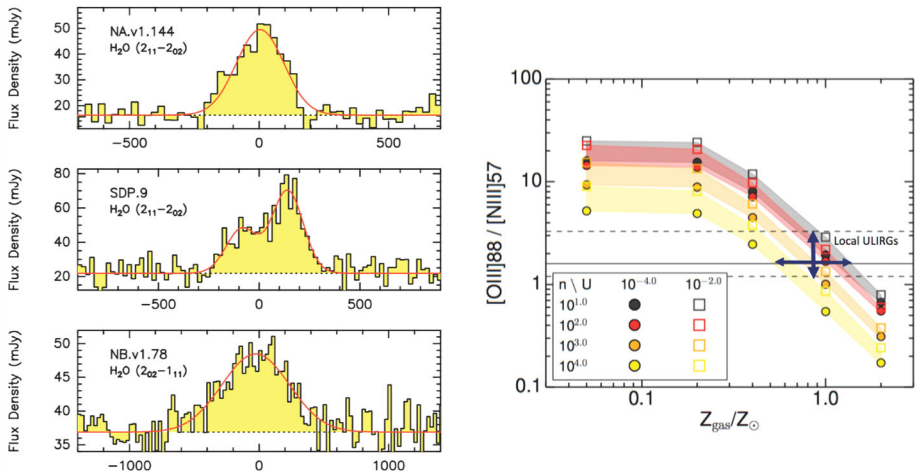 Flux Density (mJy)
50
40
30
20
NA.v1.144
H₂O (2₁₁−2₀₂)
−500
0
500
Flux Density (mJy)
80
60
40
20
SDP.9
H₂O (2₁₁−2₀₂)
−500
0
500
Flux Density (mJy)
50
45
40
35
NB.v1.78
H₂O (2₀₂−1₁₁)
−1000
0
1000
[OIII]88 / [NIII]57
100
10
1
0.1
Local ULIRGs
n \ U 10⁻⁴·⁰ 10⁻²·⁰
10¹·⁰
10²·⁰
10³·⁰
10⁴·⁰
0.1
1.0
Z_gas/Z_⊙